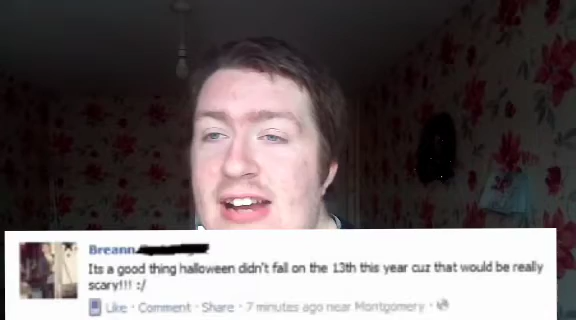 Breann
Its a good thing halloween didn't fall on the 13th this year cuz that would be really
scary!!! :/
Like · Comment · Share · 7 minutes ago near Montgomery ·